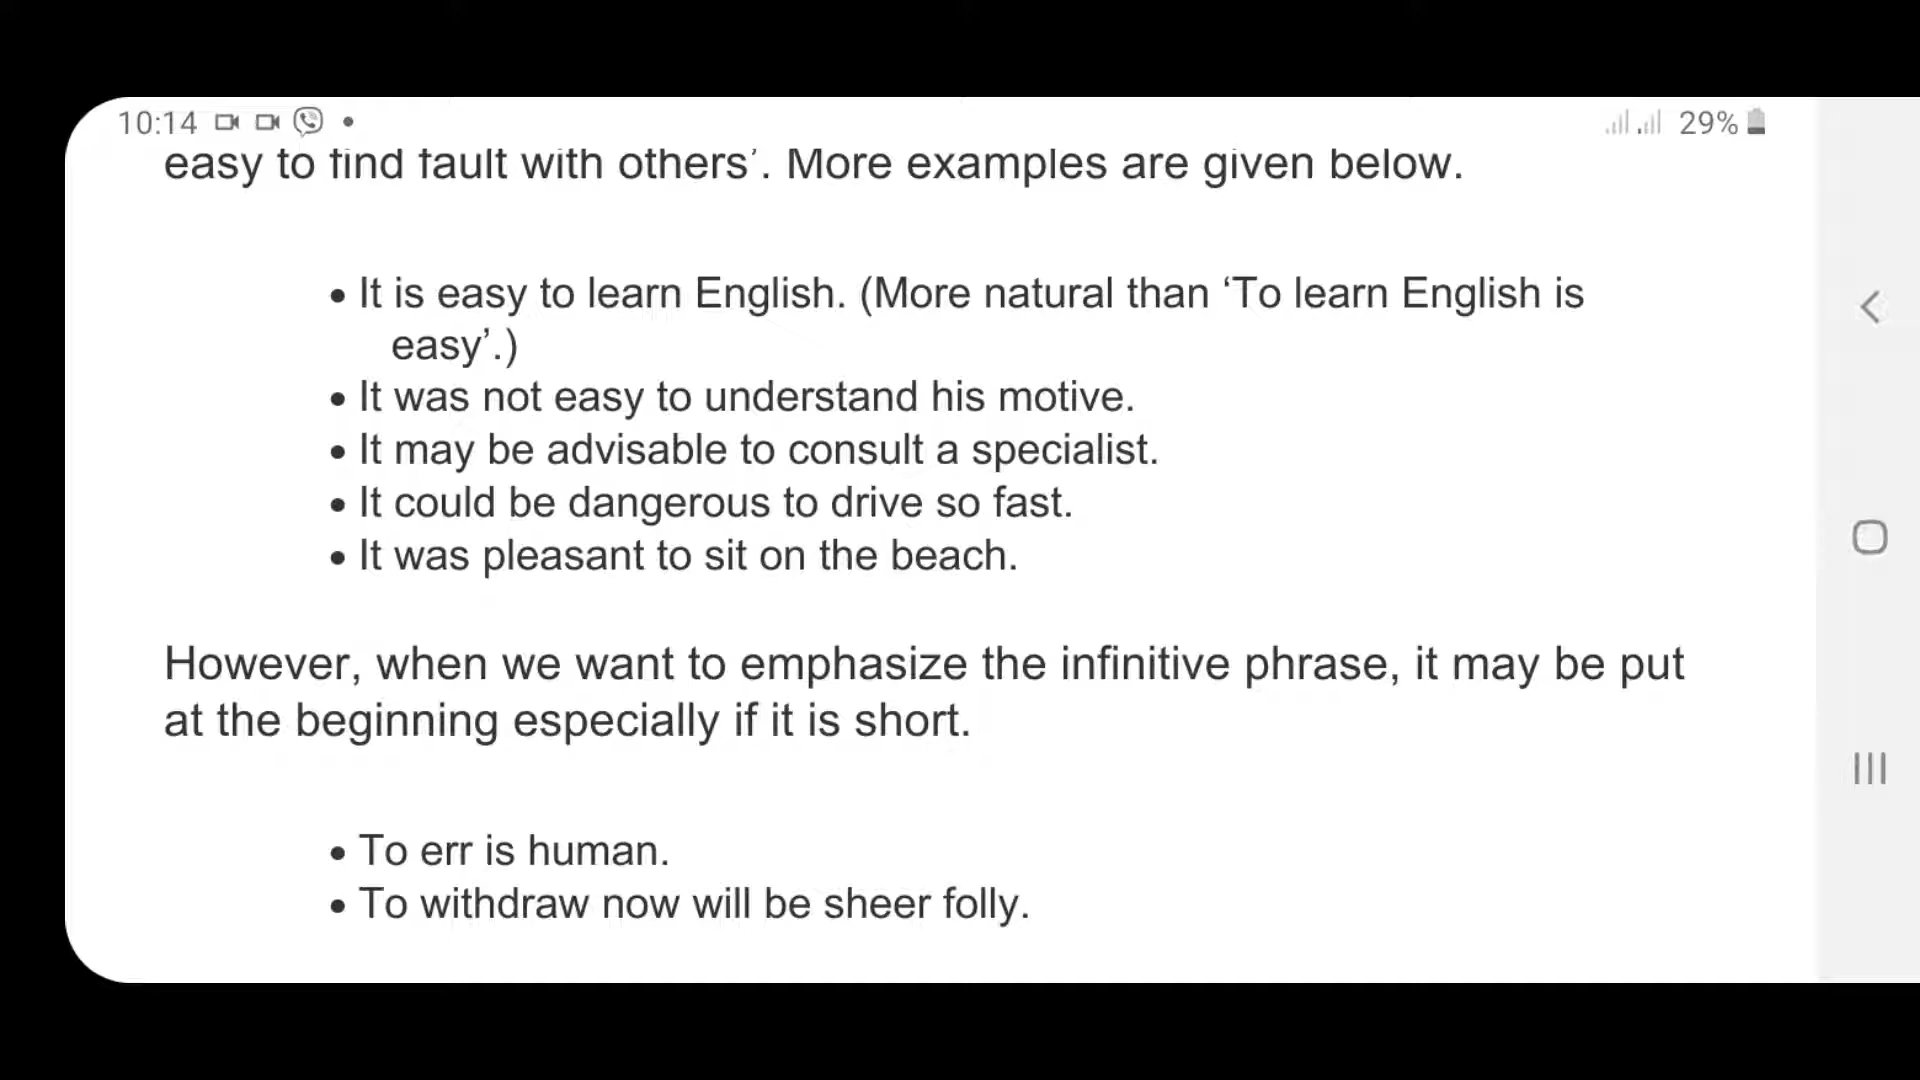 10:14
29%
easy to find fault with others’. More examples are given below.
• It is easy to learn English. (More natural than ‘To learn English is
easy’.)
• It was not easy to understand his motive.
• It may be advisable to consult a specialist.
• It could be dangerous to drive so fast.
• It was pleasant to sit on the beach.
However, when we want to emphasize the infinitive phrase, it may be put
at the beginning especially if it is short.
• To err is human.
• To withdraw now will be sheer folly.